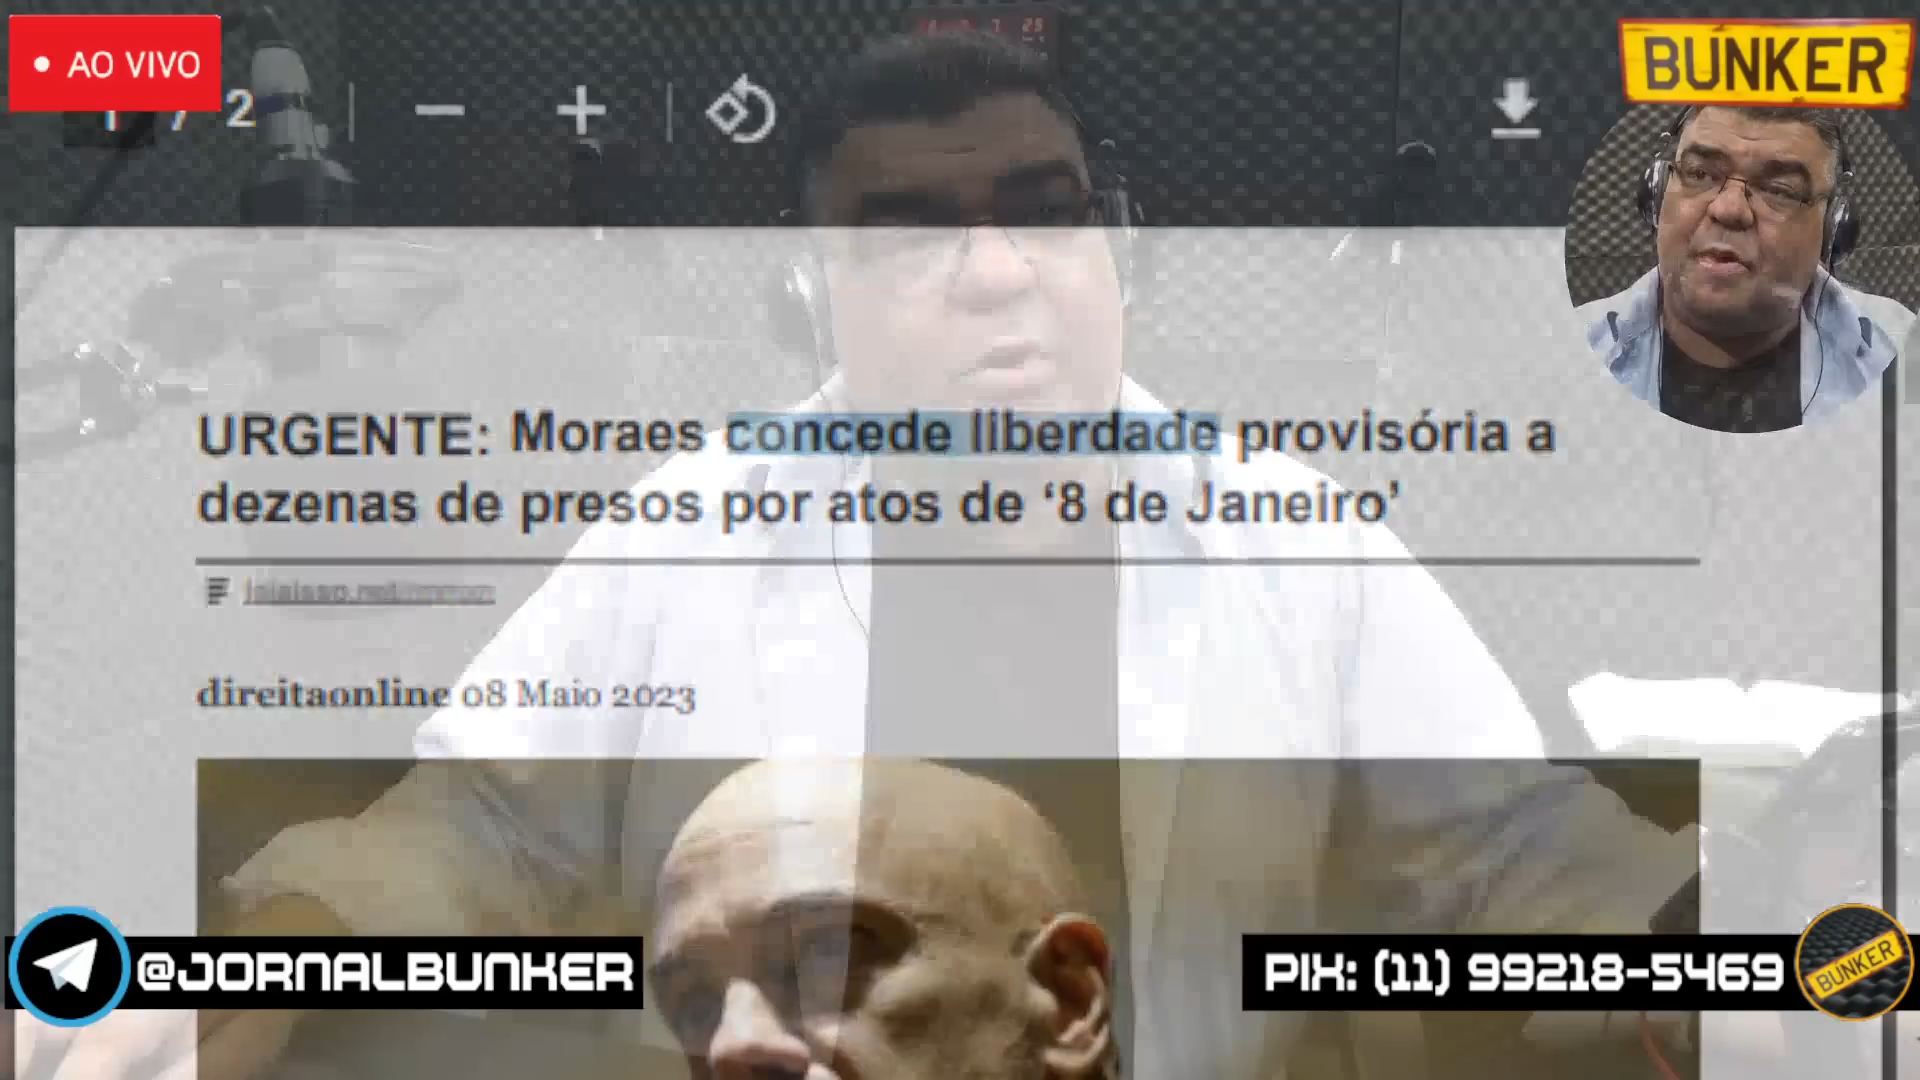 AO VIVO
BUNKER
2
URGENTE: Moraes concede liberdade provisória a
dezenas de presos por atos de ‘8 de Janeiro’
direitaonline 08 Maio 2023
@JORNALBUNKER
PIX: (11) 99218-5469
BUNKER